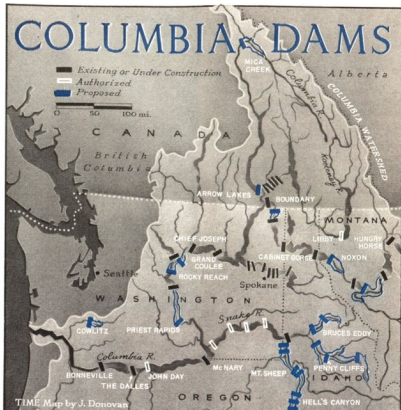 COLUMBIA DAMS
Existing or Under Construction
Authorized
Proposed
0 50 100 mi.
MICA
CREEK
Columbia R.
Alberta
COLUMBIA WATERSHED
CANADA
Kootenay R.
British
Columbia
ARROW LAKES
BOUNDARY
MONTANA
CHIEF JOSEPH
LIBBY
HUNGRY
HORSE
GRAND
COULEE
CABINET GORGE
NOXON
ROCKY REACH
Seattle
Spokane
WASHINGTON
Snake R.
COWLITZ
PRIEST RAPIDS
BRUCES EDDY
Columbia R.
BONNEVILLE
THE DALLES
JOHN DAY
McNARY
MT. SHEEP
PENNY CLIFFS
IDAHO
OREGON
HELL'S CANYON
TIME Map by J. Donovan